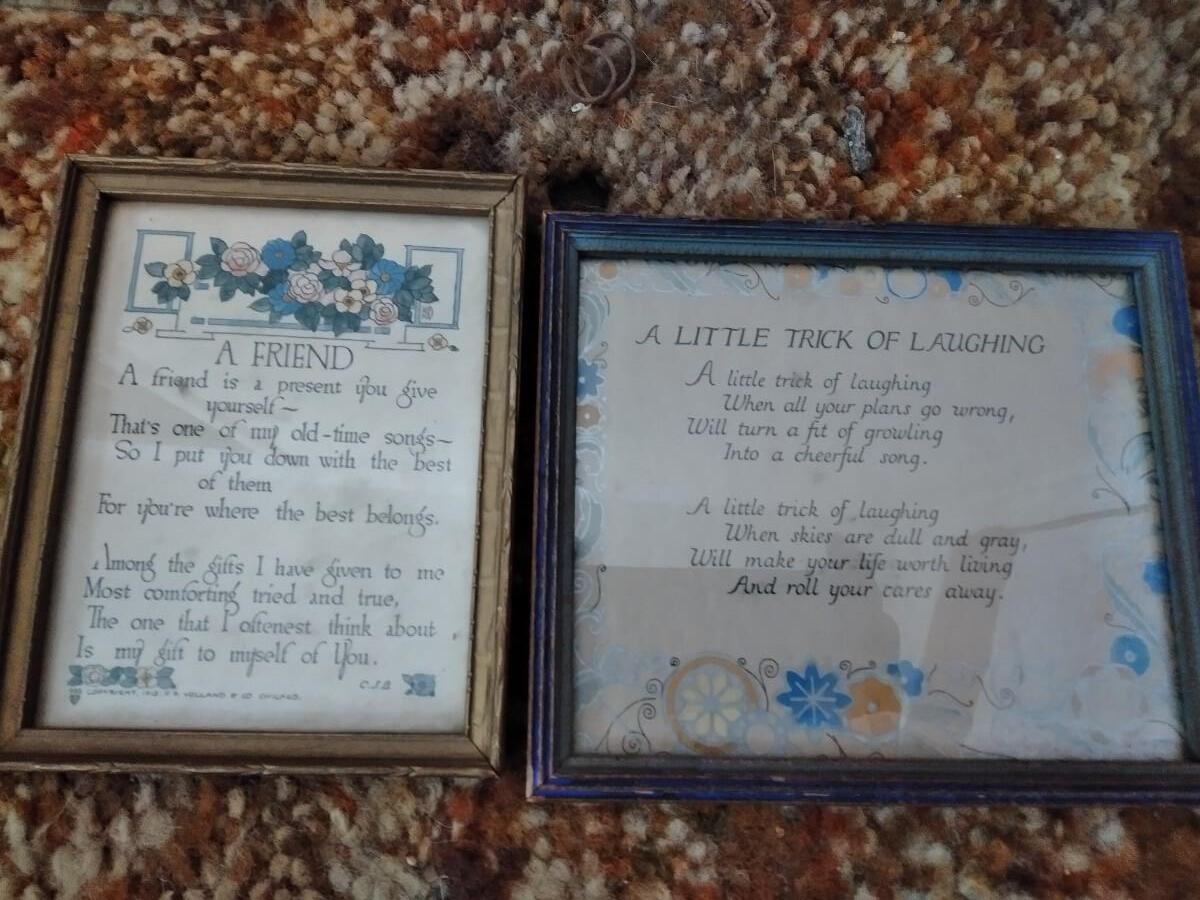 A FRIEND
A friend is a present you give
yourself~
That's one of my old-time songs~
So I put you down with the best
of them
For you're where the best belongs.
Among the gifts I have given to me
Most comforting tried and true,
The one that I oftenest think about
Is my gift to myself of You.
C.J.B
COPYRIGHT, VOLLAND & CO CHICAGO.
A LITTLE TRICK OF LAUGHING
A little trick of laughing
When all your plans go wrong,
Will turn a fit of growling
Into a cheerful song.
A little trick of laughing
When skies are dull and gray,
Will make your life worth living
And roll your cares away.